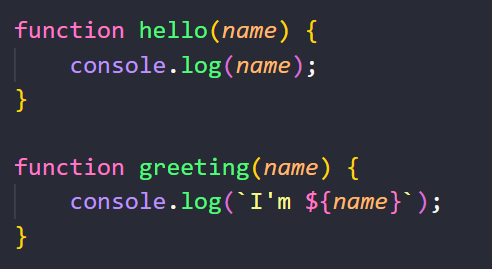 function hello(name) {
    console.log(name);
}

function greeting(name) {
    console.log(`I'm ${name}`);
}